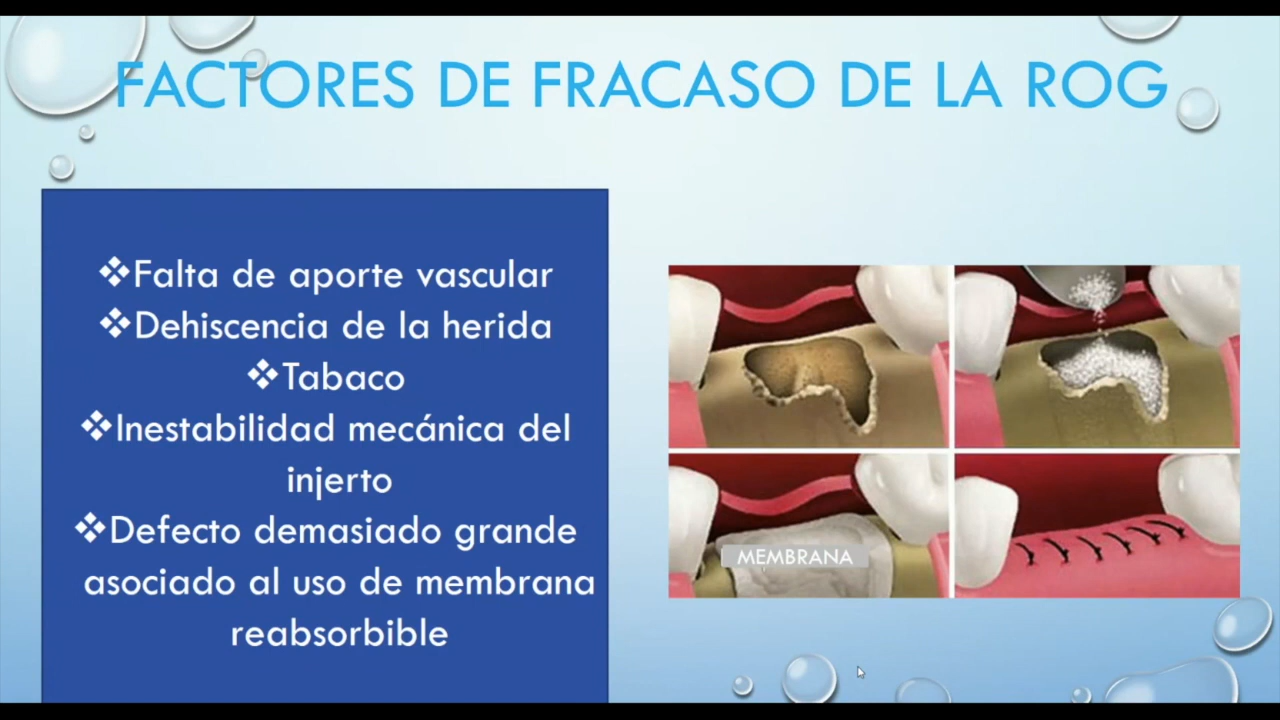 FACTORES DE FRACASO DE LA ROG
❖Falta de aporte vascular
❖Dehiscencia de la herida
❖Tabaco
❖Inestabilidad mecánica del
injerto
❖Defecto demasiado grande
asociado al uso de membrana
reabsorbible
MEMBRANA